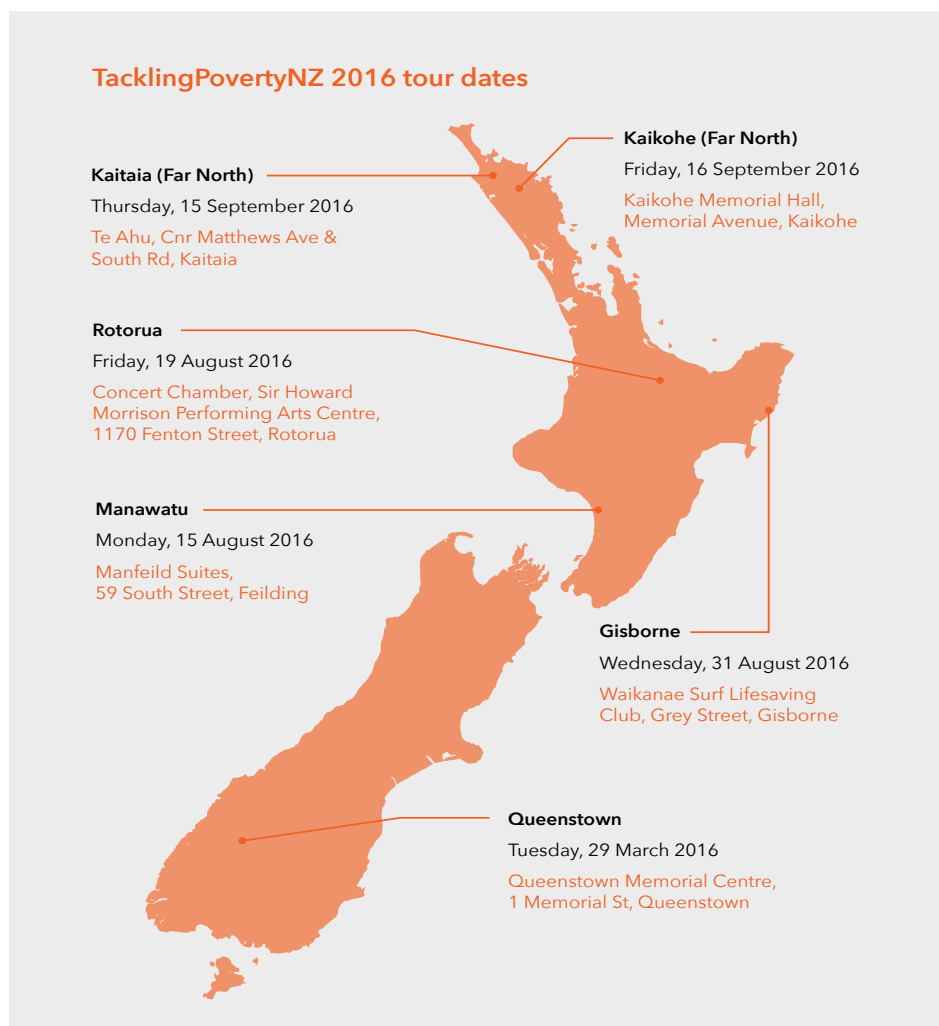 TacklingPovertyNZ 2016 tour dates
Kaikohe (Far North)
Friday, 16 September 2016
Kaikohe Memorial Hall,
Memorial Avenue, Kaikohe
Kaitaia (Far North)
Thursday, 15 September 2016
Te Ahu, Cnr Matthews Ave &
South Rd, Kaitaia
Rotorua
Friday, 19 August 2016
Concert Chamber, Sir Howard
Morrison Performing Arts Centre,
1170 Fenton Street, Rotorua
Manawatu
Monday, 15 August 2016
Manfeild Suites,
59 South Street, Feilding
Gisborne
Wednesday, 31 August 2016
Waikanae Surf Lifesaving
Club, Grey Street, Gisborne
Queenstown
Tuesday, 29 March 2016
Queenstown Memorial Centre,
1 Memorial St, Queenstown